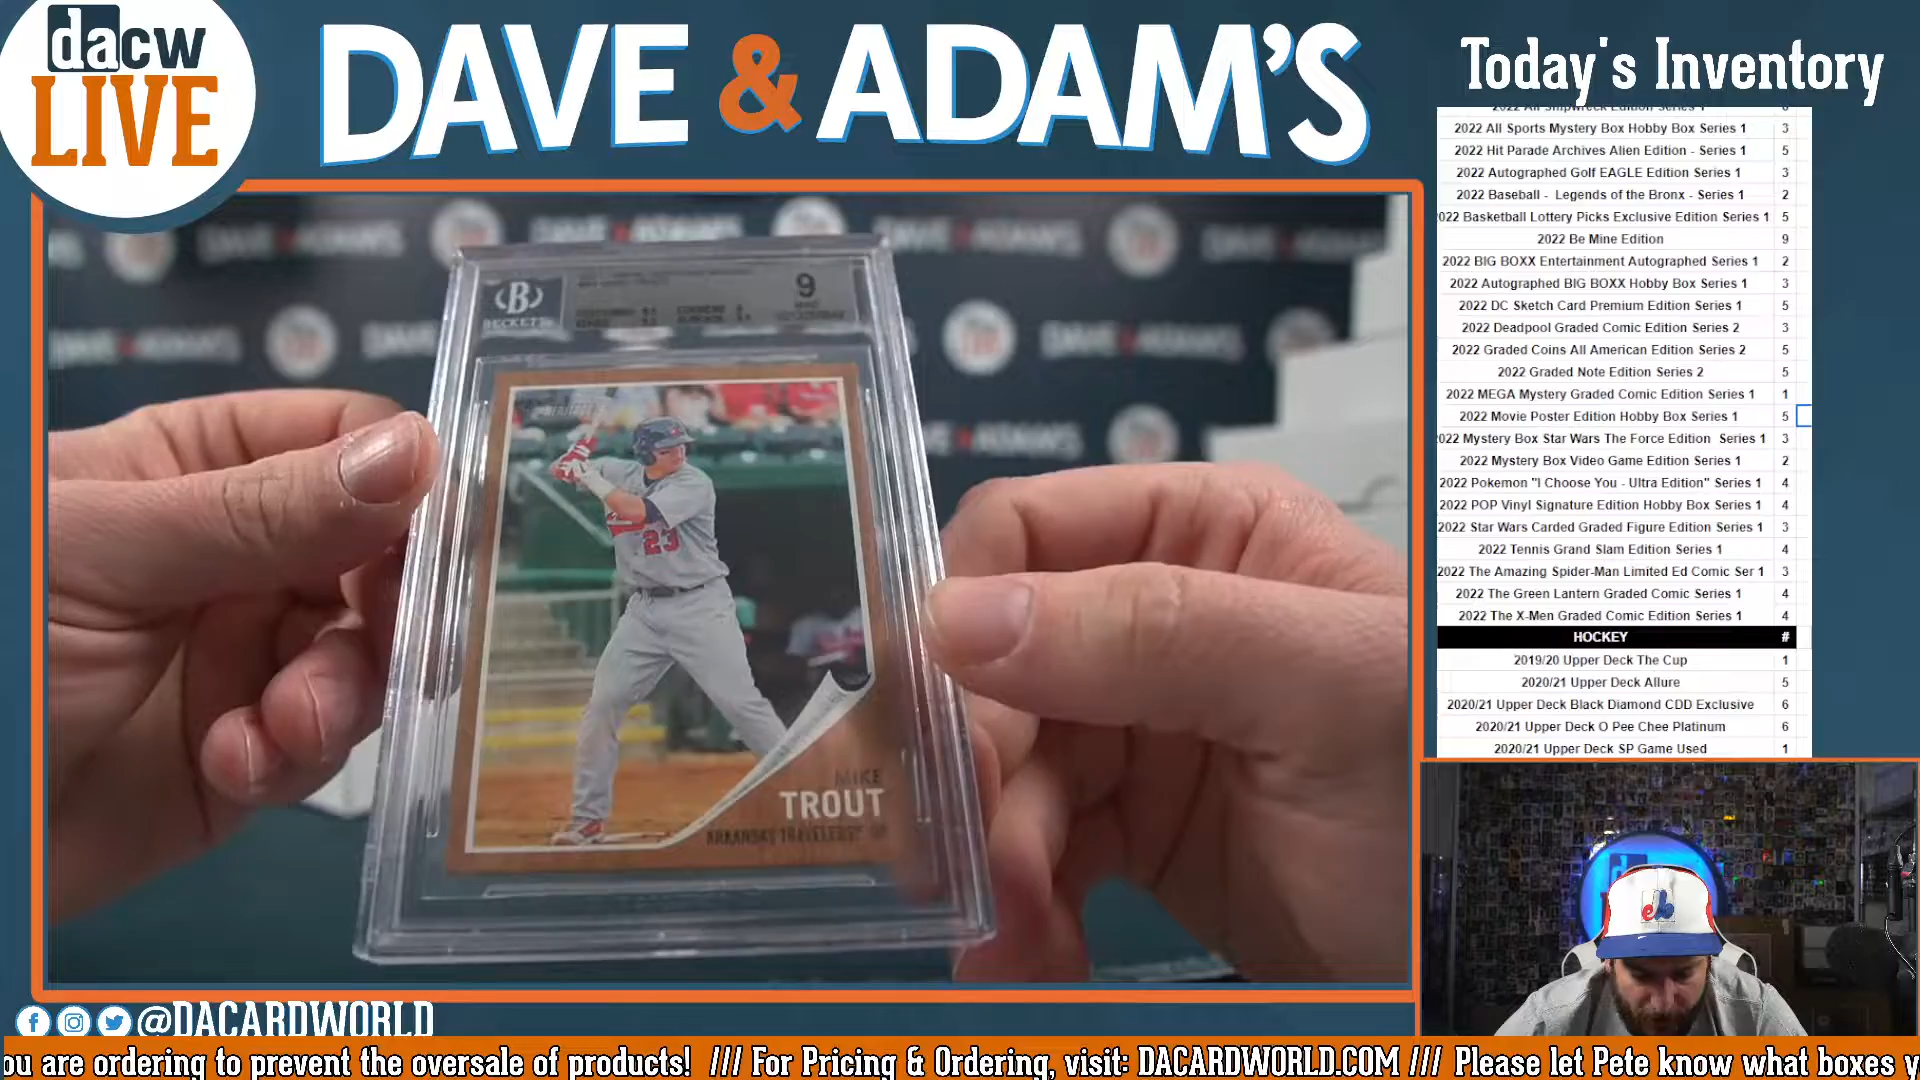 dacw
LIVE
DAVE & ADAM'S
Today's Inventory
2022 All Sports Mystery Box Hobby Box Series 1 3
2022 Hit Parade Archives Alien Edition - Series 1 5
2022 Autographed Golf EAGLE Edition Series 1 3
2022 Baseball - Legends of the Bronx - Series 1 2
022 Basketball Lottery Picks Exclusive Edition Series 1 5
2022 Be Mine Edition 9
2022 BIG BOXX Entertainment Autographed Series 1 2
2022 Autographed BIG BOXX Hobby Box Series 1 3
2022 DC Sketch Card Premium Edition Series 1 5
2022 Deadpool Graded Comic Edition Series 2 3
2022 Graded Coins All American Edition Series 2 5
2022 Graded Note Edition Series 2 5
2022 MEGA Mystery Graded Comic Edition Series 1 1
2022 Movie Poster Edition Hobby Box Series 1 5
022 Mystery Box Star Wars The Force Edition Series 1 3
2022 Mystery Box Video Game Edition Series 1 2
2022 Pokemon "I Choose You - Ultra Edition" Series 1 4
2022 POP Vinyl Signature Edition Hobby Box Series 1 4
2022 Star Wars Carded Graded Figure Edition Series 1 3
2022 Tennis Grand Slam Edition Series 1 4
2022 The Amazing Spider-Man Limited Ed Comic Ser 1 3
2022 The Green Lantern Graded Comic Series 1 4
2022 The X-Men Graded Comic Edition Series 1 4
HOCKEY #
2019/20 Upper Deck The Cup 1
2020/21 Upper Deck Allure 5
2020/21 Upper Deck Black Diamond CDD Exclusive 6
2020/21 Upper Deck O Pee Chee Platinum 6
2020/21 Upper Deck SP Game Used 1
B
BECKETT
9
MINT
23
MIKE
TROUT
ARKANSAS TRAVELERS OF
@DACARDWORLD
ou are ordering to prevent the oversale of products! /// For Pricing & Ordering, visit: DACARDWORLD.COM /// Please let Pete know what boxes y